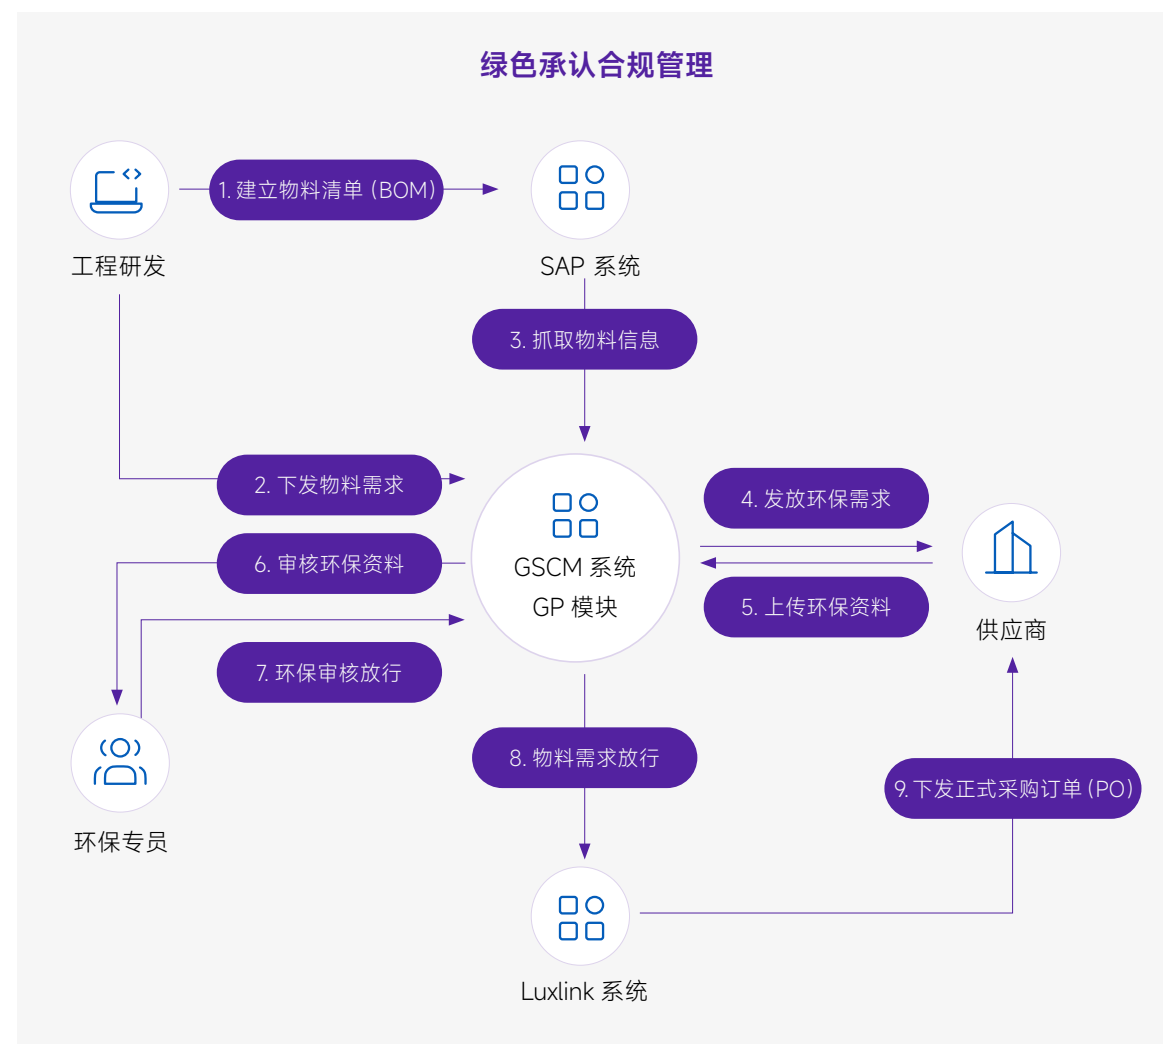 绿色承认合规管理
1. 建立物料清单（BOM）
工程研发
SAP 系统
3. 抓取物料信息
2. 下发物料需求
4. 发放环保需求
6. 审核环保资料
GSCM 系统
GP 模块
5. 上传环保资料
供应商
7. 环保审核放行
8. 物料需求放行
9. 下发正式采购订单（PO）
环保专员
Luxlink 系统